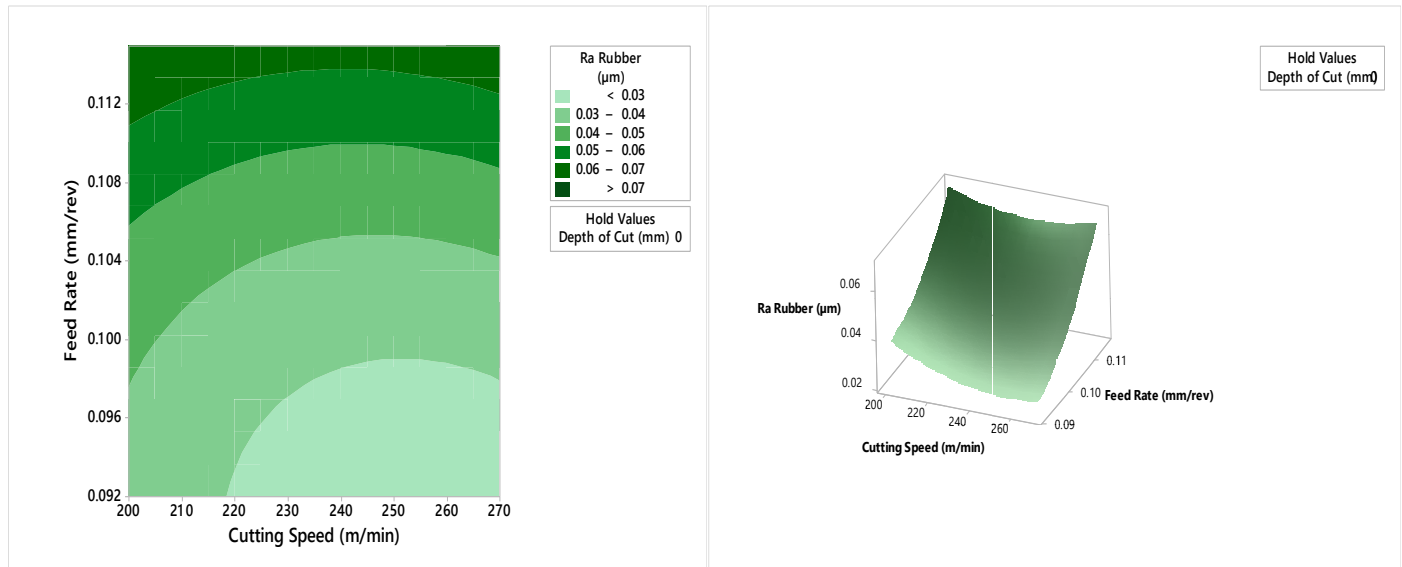 Ra Rubber
(µm)
< 0.03
0.03 – 0.04
0.04 – 0.05
0.05 – 0.06
0.06 – 0.07
> 0.07
Hold Values
Depth of Cut (mm) 0
Feed Rate (mm/rev)
0.112
0.108
0.104
0.100
0.096
0.092
200 210 220 230 240 250 260 270
Cutting Speed (m/min)
Hold Values
Depth of Cut (mm) 0
Ra Rubber (µm)
0.06
0.04
0.02
200
220
240
260
Cutting Speed (m/min)
0.11
0.10
0.09
Feed Rate (mm/rev)